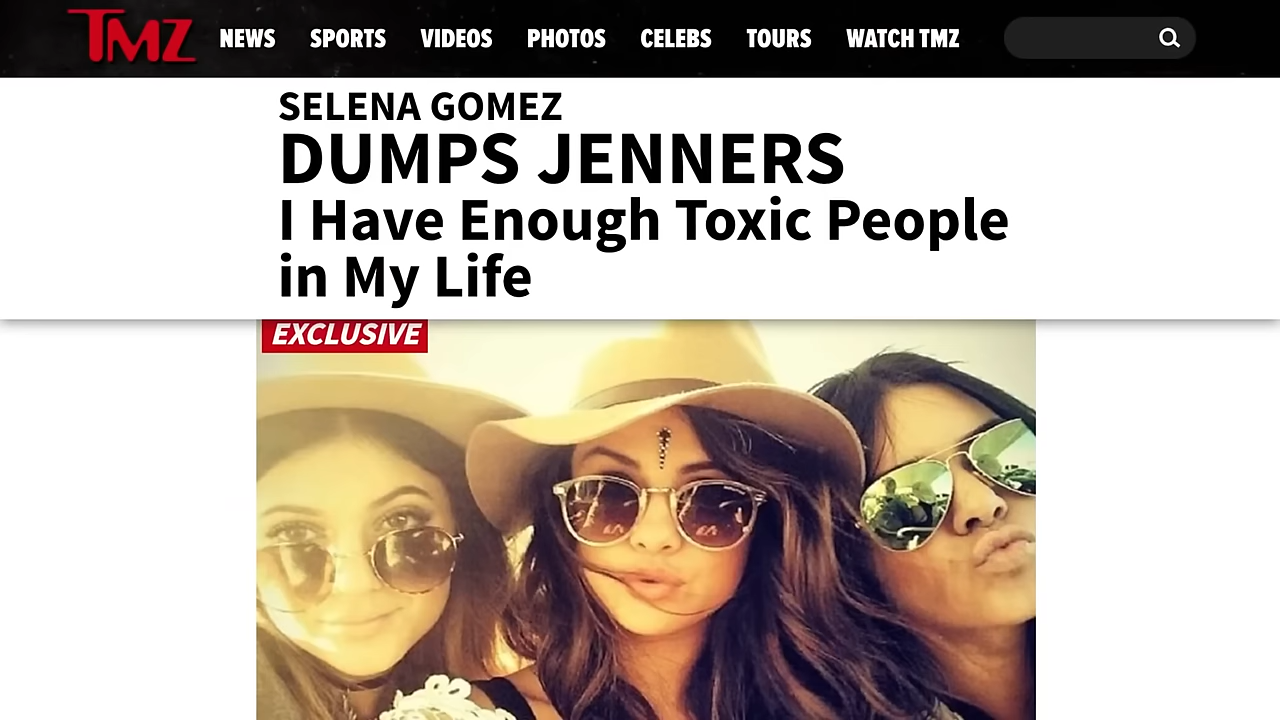 TMZ NEWS SPORTS VIDEOS PHOTOS CELEBS TOURS WATCH TMZ
SELENA GOMEZ
DUMPS JENNERS
I Have Enough Toxic People
in My Life
EXCLUSIVE